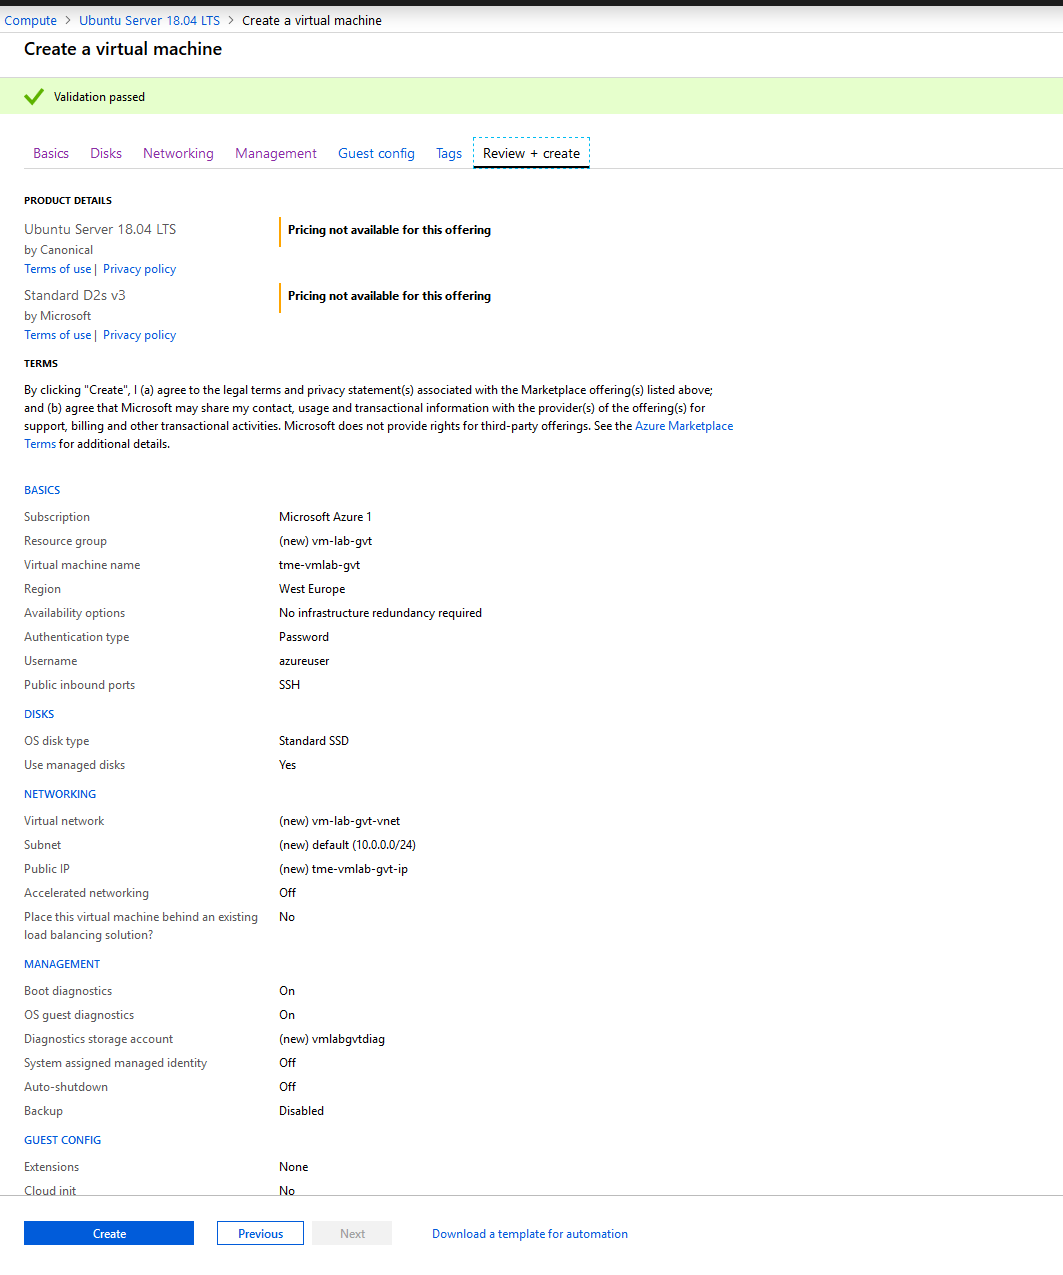 Compute > Ubuntu Server 18.04 LTS > Create a virtual machine
Create a virtual machine
Validation passed
Basics Disks Networking Management Guest config Tags Review + create
PRODUCT DETAILS
Ubuntu Server 18.04 LTS Pricing not available for this offering
by Canonical
Terms of use | Privacy policy
Standard D2s v3 Pricing not available for this offering
by Microsoft
Terms of use | Privacy policy
TERMS
By clicking "Create", I (a) agree to the legal terms and privacy statement(s) associated with the Marketplace offering(s) listed above;
and (b) agree that Microsoft may share my contact, usage and transactional information with the provider(s) of the offering(s) for
support, billing and other transactional activities. Microsoft does not provide rights for third-party offerings. See the Azure Marketplace
Terms for additional details.
BASICS
Subscription Microsoft Azure 1
Resource group (new) vm-lab-gvt
Virtual machine name tme-vmlab-gvt
Region West Europe
Availability options No infrastructure redundancy required
Authentication type Password
Username azureuser
Public inbound ports SSH
DISKS
OS disk type Standard SSD
Use managed disks Yes
NETWORKING
Virtual network (new) vm-lab-gvt-vnet
Subnet (new) default (10.0.0.0/24)
Public IP (new) tme-vmlab-gvt-ip
Accelerated networking Off
Place this virtual machine behind an existing No
load balancing solution?
MANAGEMENT
Boot diagnostics On
OS guest diagnostics On
Diagnostics storage account (new) vmlabgvtdiag
System assigned managed identity Off
Auto-shutdown Off
Backup Disabled
GUEST CONFIG
Extensions None
Cloud init No
Create Previous Next Download a template for automation